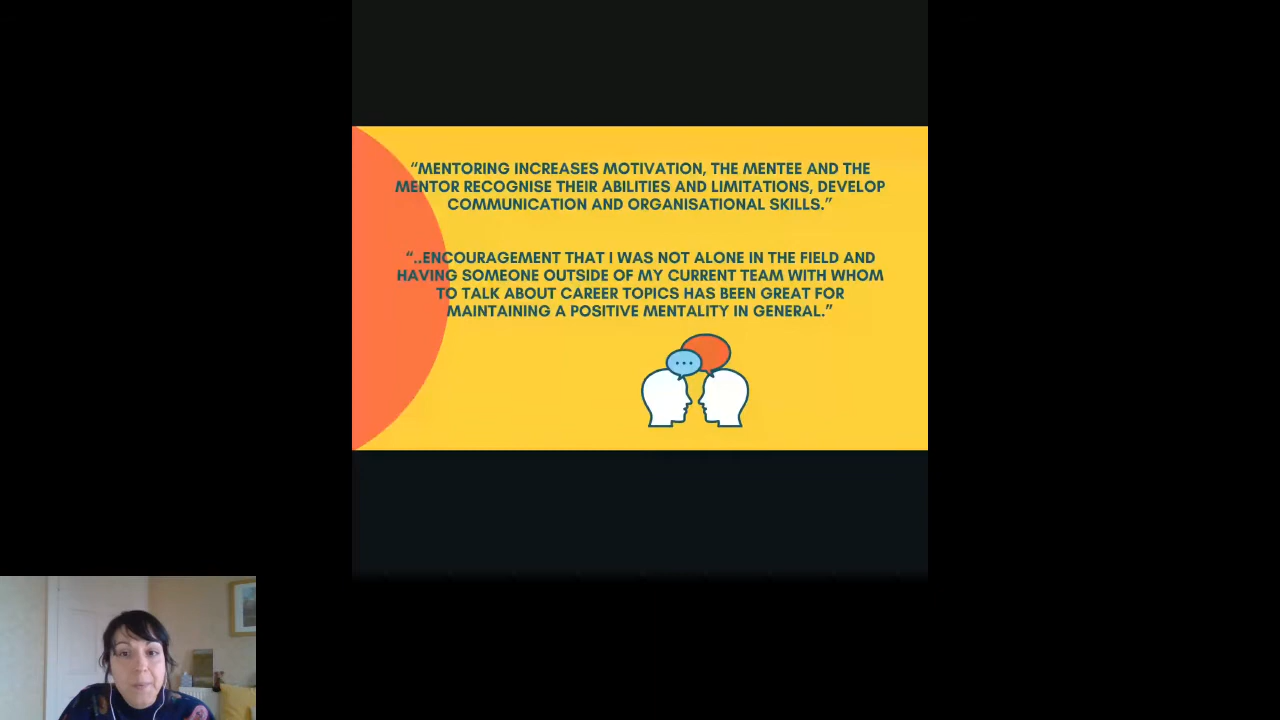 “MENTORING INCREASES MOTIVATION, THE MENTEE AND THE
MENTOR RECOGNISE THEIR ABILITIES AND LIMITATIONS, DEVELOP
COMMUNICATION AND ORGANISATIONAL SKILLS.”
“..ENCOURAGEMENT THAT I WAS NOT ALONE IN THE FIELD AND
HAVING SOMEONE OUTSIDE OF MY CURRENT TEAM WITH WHOM
TO TALK ABOUT CAREER TOPICS HAS BEEN GREAT FOR
MAINTAINING A POSITIVE MENTALITY IN GENERAL.”